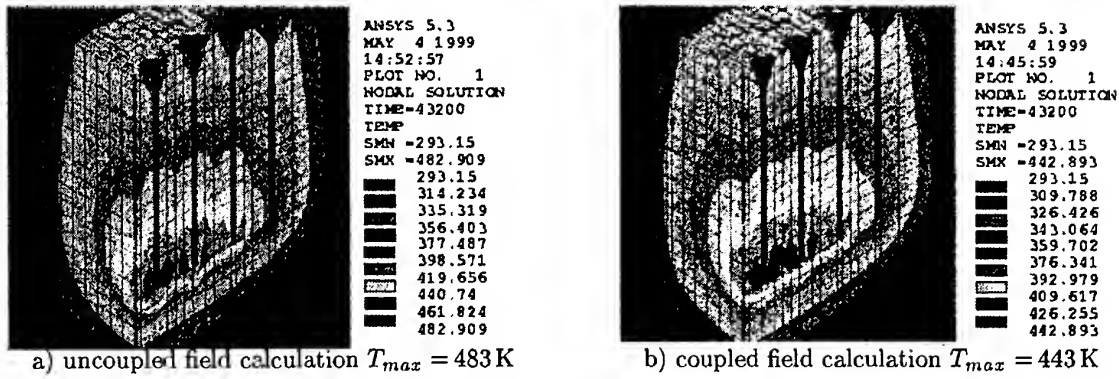 ANSYS 5.3
MAY 4 1999
14:52:57
PLOT NO. 1
NODAL SOLUTION
TIME=43200
TEMP
SMN =293.15
SMX =482.909
293.15
314.234
335.319
356.403
377.487
398.571
419.656
440.74
461.824
482.909
a) uncoupled field calculation T_max = 483 K
ANSYS 5.3
MAY 4 1999
14:45:59
PLOT NO. 1
NODAL SOLUTION
TIME=43200
TEMP
SMN =293.15
SMX =442.893
293.15
309.788
326.426
343.064
359.702
376.341
392.979
409.617
426.255
442.893
b) coupled field calculation T_max = 443 K